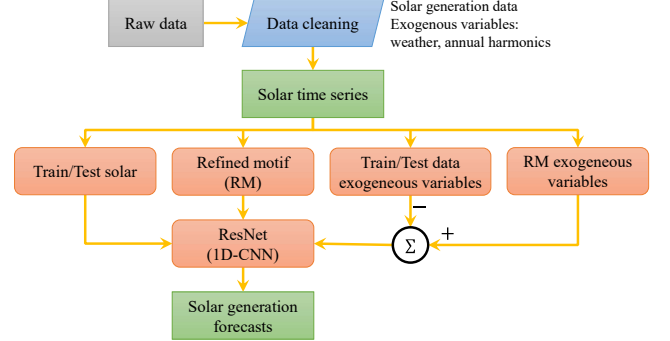 Raw data
Data cleaning
Solar generation data
Exogenous variables:
weather, annual harmonics
Solar time series
Train/Test solar
Refined motif
(RM)
Train/Test data
exogeneous variables
RM exogeneous
variables
−
+
Σ
ResNet
(1D-CNN)
Solar generation
forecasts